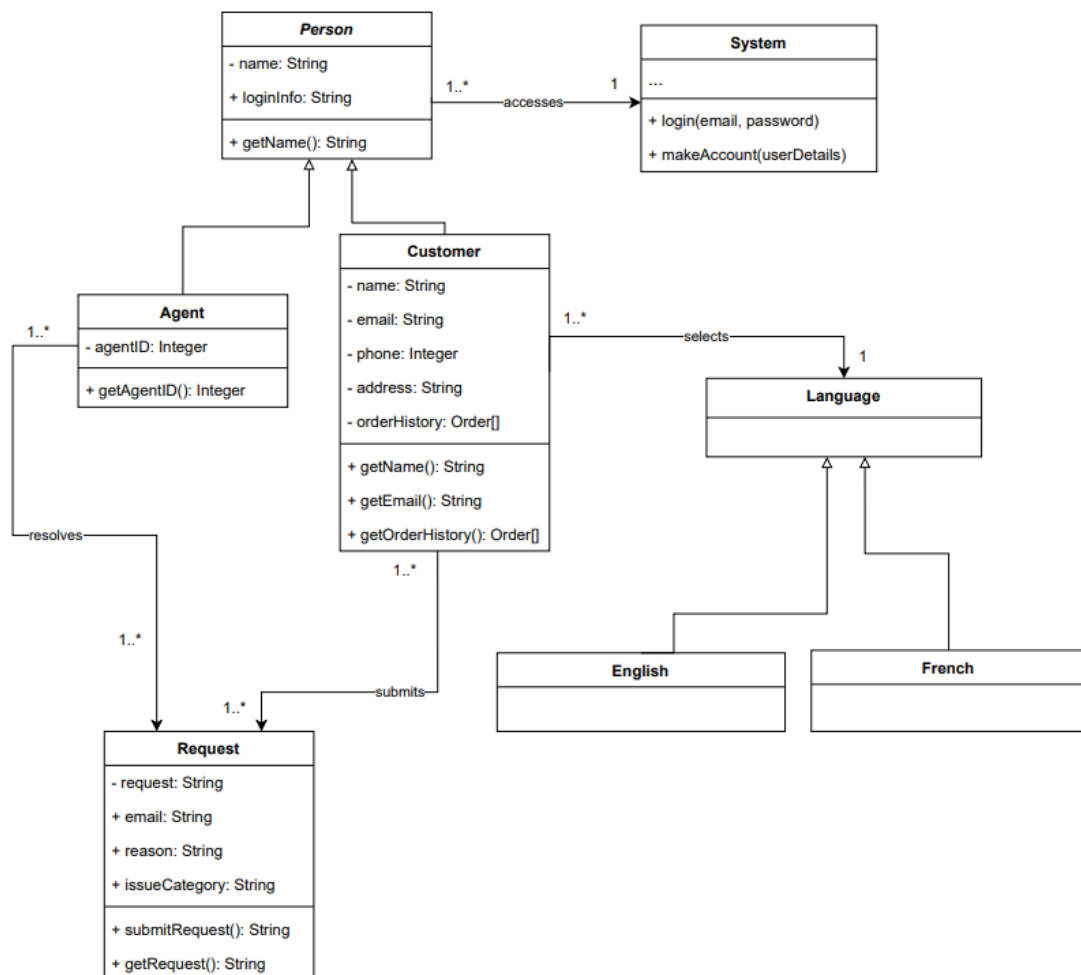 Person
- name: String
+ loginInfo: String
+ getName(): String
1..*
accesses
1
System
...
+ login(email, password)
+ makeAccount(userDetails)
Agent
- agentID: Integer
+ getAgentID(): Integer
1..*
resolves
1..*
Customer
- name: String
- email: String
- phone: Integer
- address: String
- orderHistory: Order[]
+ getName(): String
+ getEmail(): String
+ getOrderHistory(): Order[]
1..*
selects
1
Language
English
French
1..*
submits
1..*
Request
- request: String
+ email: String
+ reason: String
+ issueCategory: String
+ submitRequest(): String
+ getRequest(): String